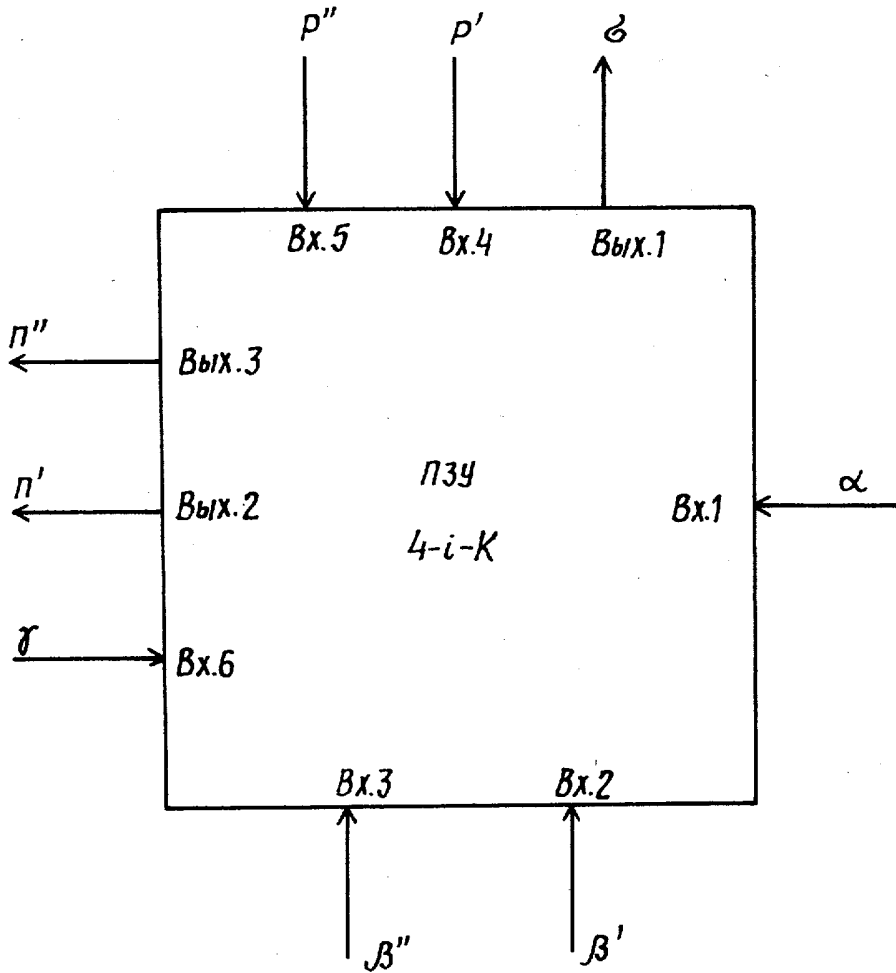 P" P' б
Вх.5 Вх.4 Вых.1
П" Вых.3
П' Вых.2
ПЗУ
4-i-К
Вх.1 α
γ Вх.6
Вх.3 Вх.2
β" β'